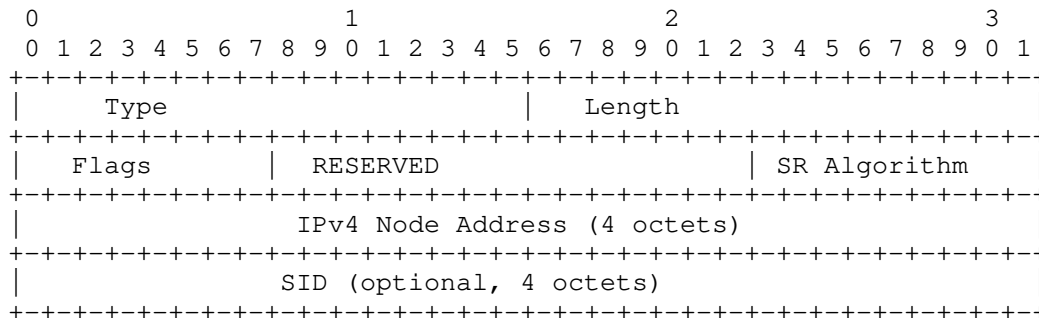 0                   1                   2                   3
0 1 2 3 4 5 6 7 8 9 0 1 2 3 4 5 6 7 8 9 0 1 2 3 4 5 6 7 8 9 0 1
+-+-+-+-+-+-+-+-+-+-+-+-+-+-+-+-+-+-+-+-+-+-+-+-+-+-+-+-+-+-+-+-
|     Type                      |   Length
+-+-+-+-+-+-+-+-+-+-+-+-+-+-+-+-+-+-+-+-+-+-+-+-+-+-+-+-+-+-+-+-
|   Flags       |  RESERVED                   | SR Algorithm
+-+-+-+-+-+-+-+-+-+-+-+-+-+-+-+-+-+-+-+-+-+-+-+-+-+-+-+-+-+-+-+-
|                 IPv4 Node Address (4 octets)
+-+-+-+-+-+-+-+-+-+-+-+-+-+-+-+-+-+-+-+-+-+-+-+-+-+-+-+-+-+-+-+-
|                SID (optional, 4 octets)
+-+-+-+-+-+-+-+-+-+-+-+-+-+-+-+-+-+-+-+-+-+-+-+-+-+-+-+-+-+-+-+-